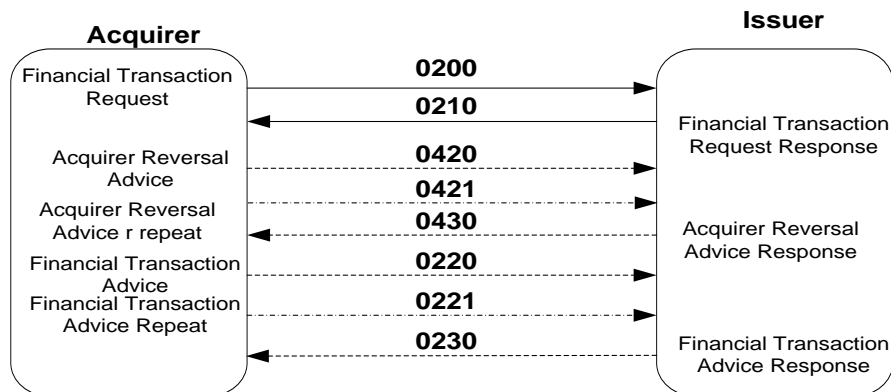 Issuer
Acquirer
Financial Transaction
Request
0200
0210
Financial Transaction
Request Response
Acquirer Reversal
Advice
0420
0421
Acquirer Reversal
Advice r repeat
0430
Acquirer Reversal
Advice Response
Financial Transaction
Advice
0220
Financial Transaction
Advice Repeat
0221
0230
Financial Transaction
Advice Response